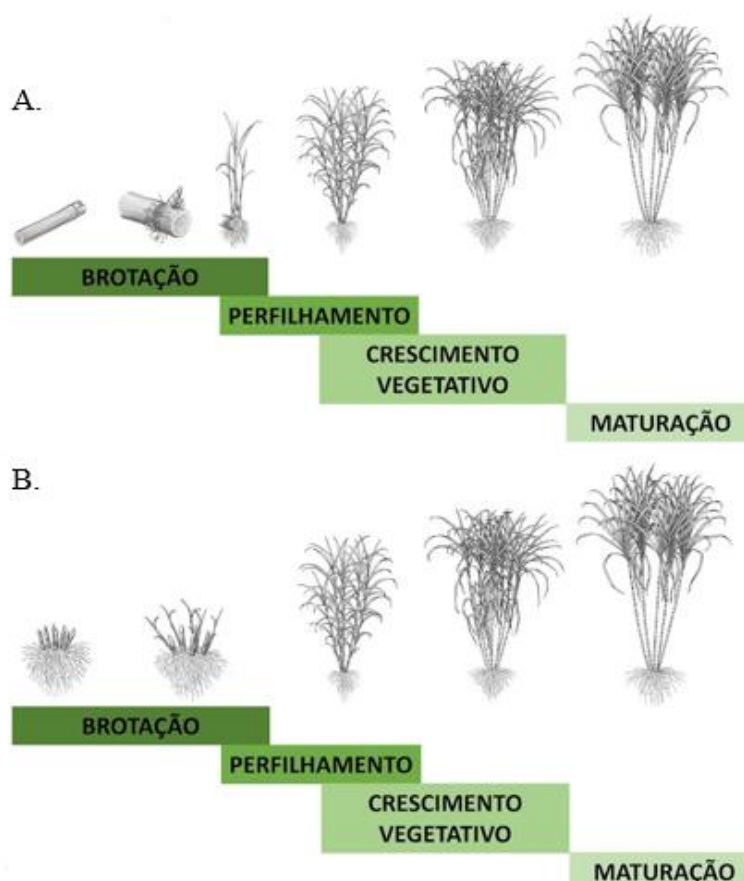 A.
BROTAÇÃO
PERFILHAMENTO
CRESCIMENTO
VEGETATIVO
MATURAÇÃO
B.
BROTAÇÃO
PERFILHAMENTO
CRESCIMENTO
VEGETATIVO
MATURAÇÃO